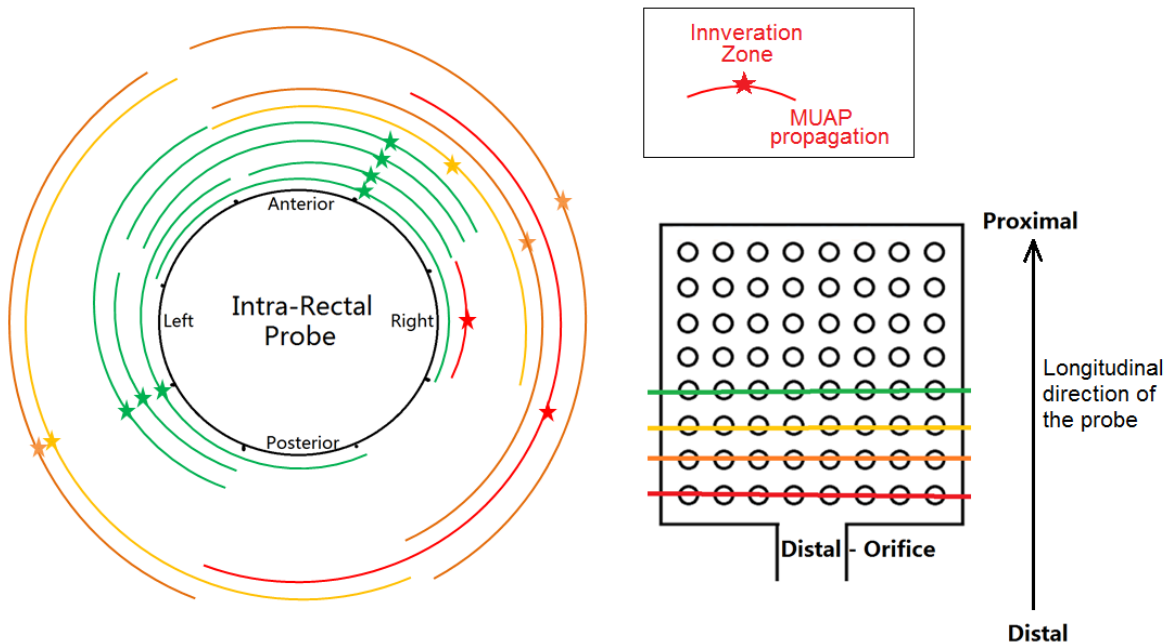 Anterior
Left
Intra-Rectal
Probe
Right
Posterior
Innveration
Zone
MUAP
propagation
Proximal
Longitudinal
direction of
the probe
Distal - Orifice
Distal